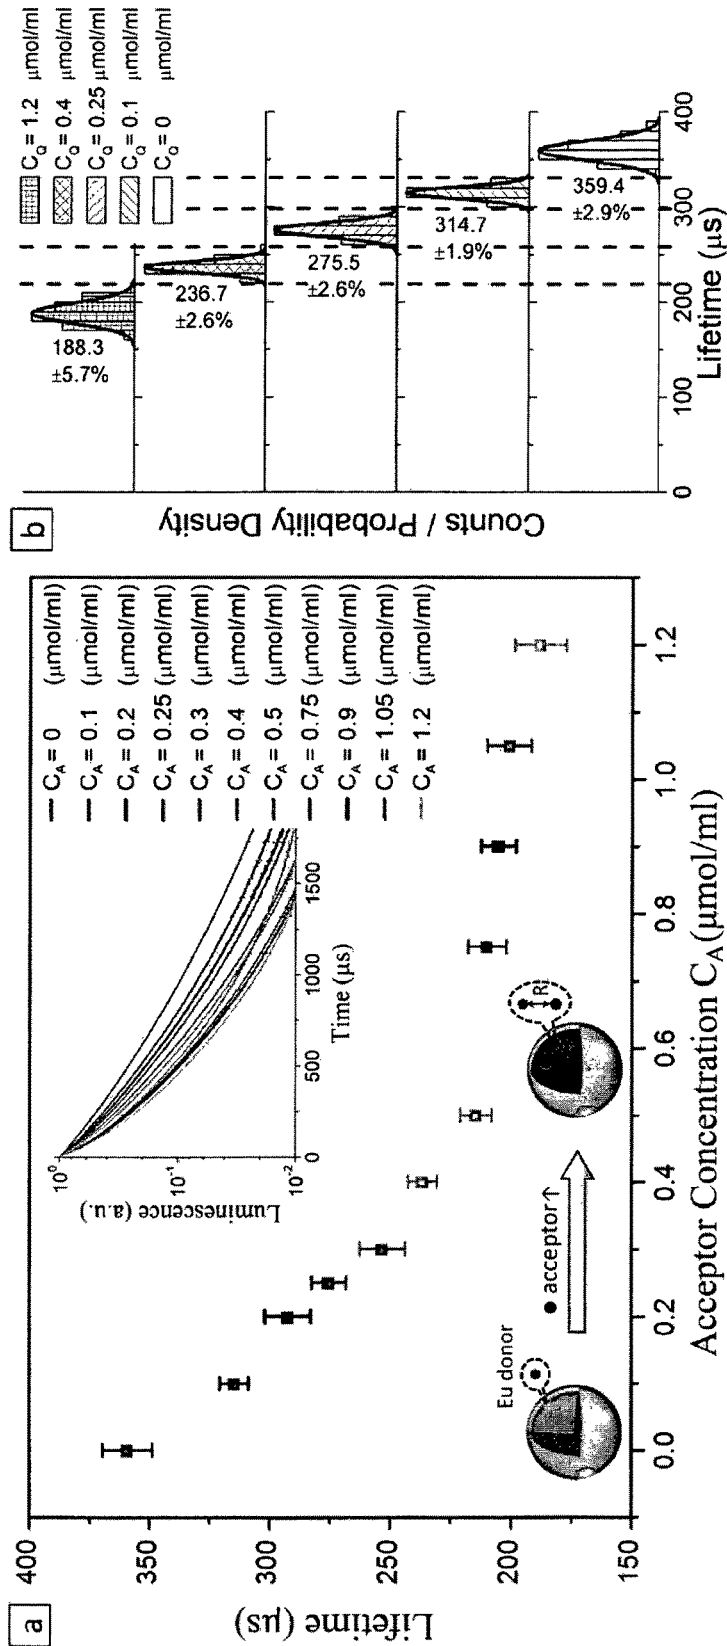 a
Lifetime (µs)
400
350
300
250
200
150
0.0
0.2
0.4
0.6
0.8
1.0
1.2
Acceptor Concentration C_A (µmol/ml)
Eu donor
acceptor↑
R
Luminescence (a.u.)
10^0
10^-1
10^-2
0
500
1000
1500
Time (µs)
C_A = 0 (µmol/ml)
C_A = 0.1 (µmol/ml)
C_A = 0.2 (µmol/ml)
C_A = 0.25 (µmol/ml)
C_A = 0.3 (µmol/ml)
C_A = 0.4 (µmol/ml)
C_A = 0.5 (µmol/ml)
C_A = 0.75 (µmol/ml)
C_A = 0.9 (µmol/ml)
C_A = 1.05 (µmol/ml)
C_A = 1.2 (µmol/ml)
b
Counts / Probability Density
C_Q = 1.2 µmol/ml
C_Q = 0.4 µmol/ml
C_Q = 0.25 µmol/ml
C_Q = 0.1 µmol/ml
C_Q = 0 µmol/ml
188.3
±5.7%
236.7
±2.6%
275.5
±2.6%
314.7
±1.9%
359.4
±2.9%
0
100
200
300
400
Lifetime (µs)